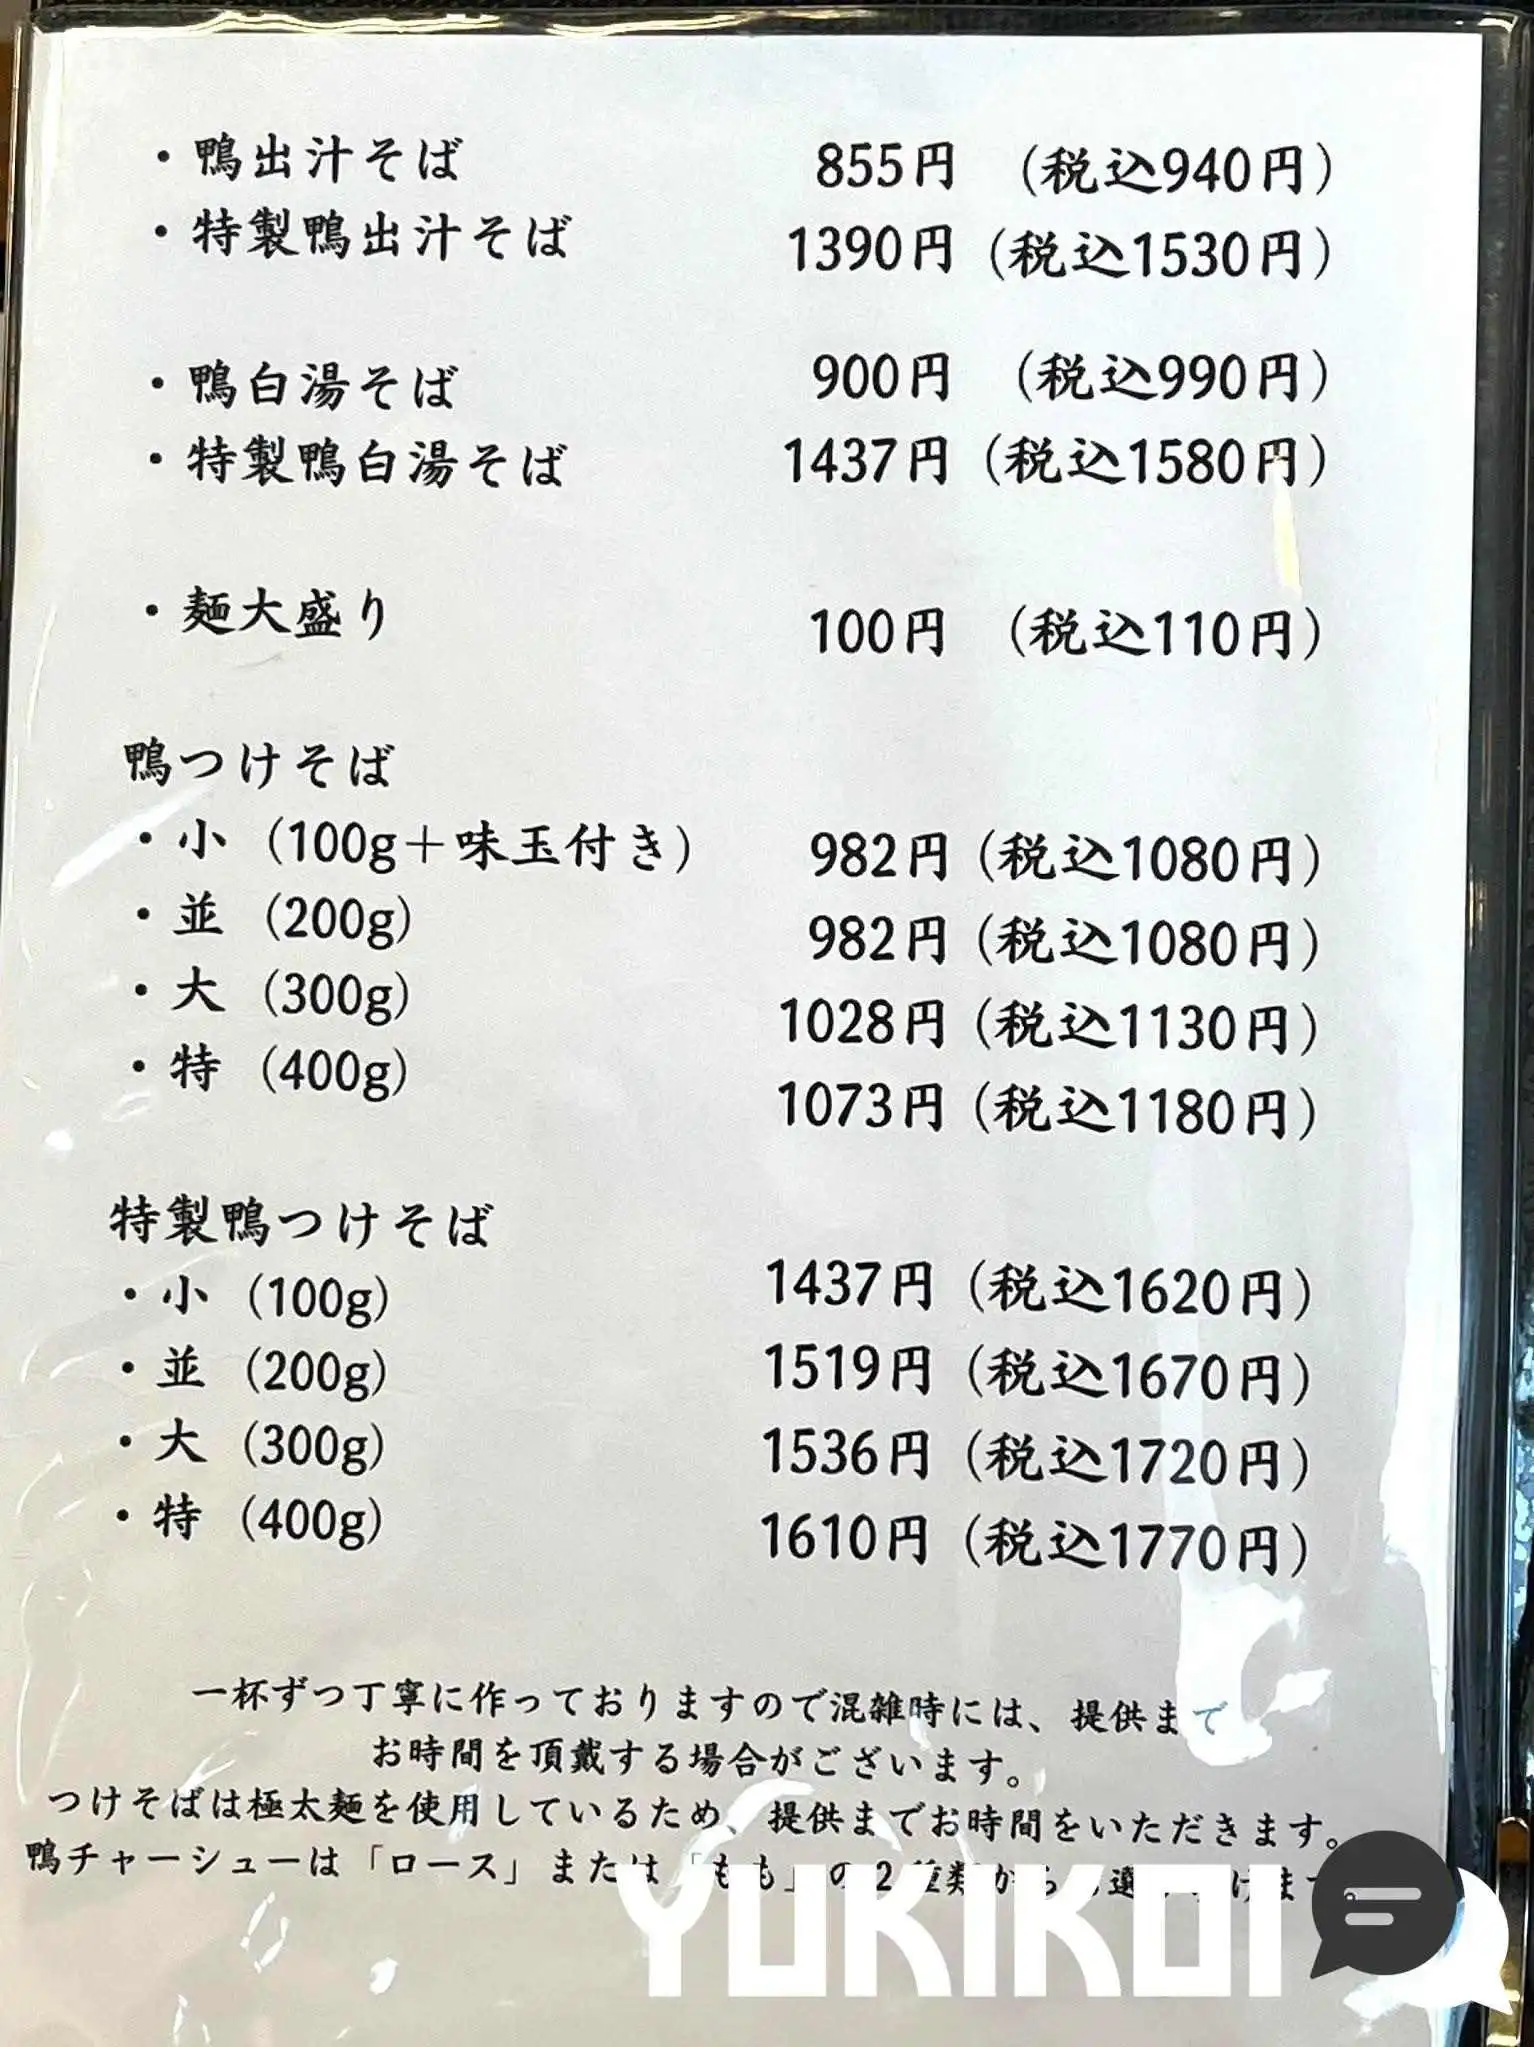 ・鴨出汁そば 855円 (税込940円)
・特製鴨出汁そば 1390円 (税込1530円)
・鴨白湯そば 900円 (税込990円)
・特製鴨白湯そば 1437円 (税込1580円)
・麺大盛り 100円 (税込110円)
鴨つけそば
・小 (100g＋味玉付き) 982円 (税込1080円)
・並 (200g) 982円 (税込1080円)
・大 (300g) 1028円 (税込1130円)
・特 (400g) 1073円 (税込1180円)
特製鴨つけそば
・小 (100g) 1437円 (税込1620円)
・並 (200g) 1519円 (税込1670円)
・大 (300g) 1536円 (税込1720円)
・特 (400g) 1610円 (税込1770円)
一杯ずつ丁寧に作っておりますので混雑時には、提供まで
お時間を頂戴する場合がございます。
つけそばは極太麺を使用しているため、提供までお時間をいただきます。
鴨チャーシューは「ロース」または「もも」の2種類から
YUKIKOI